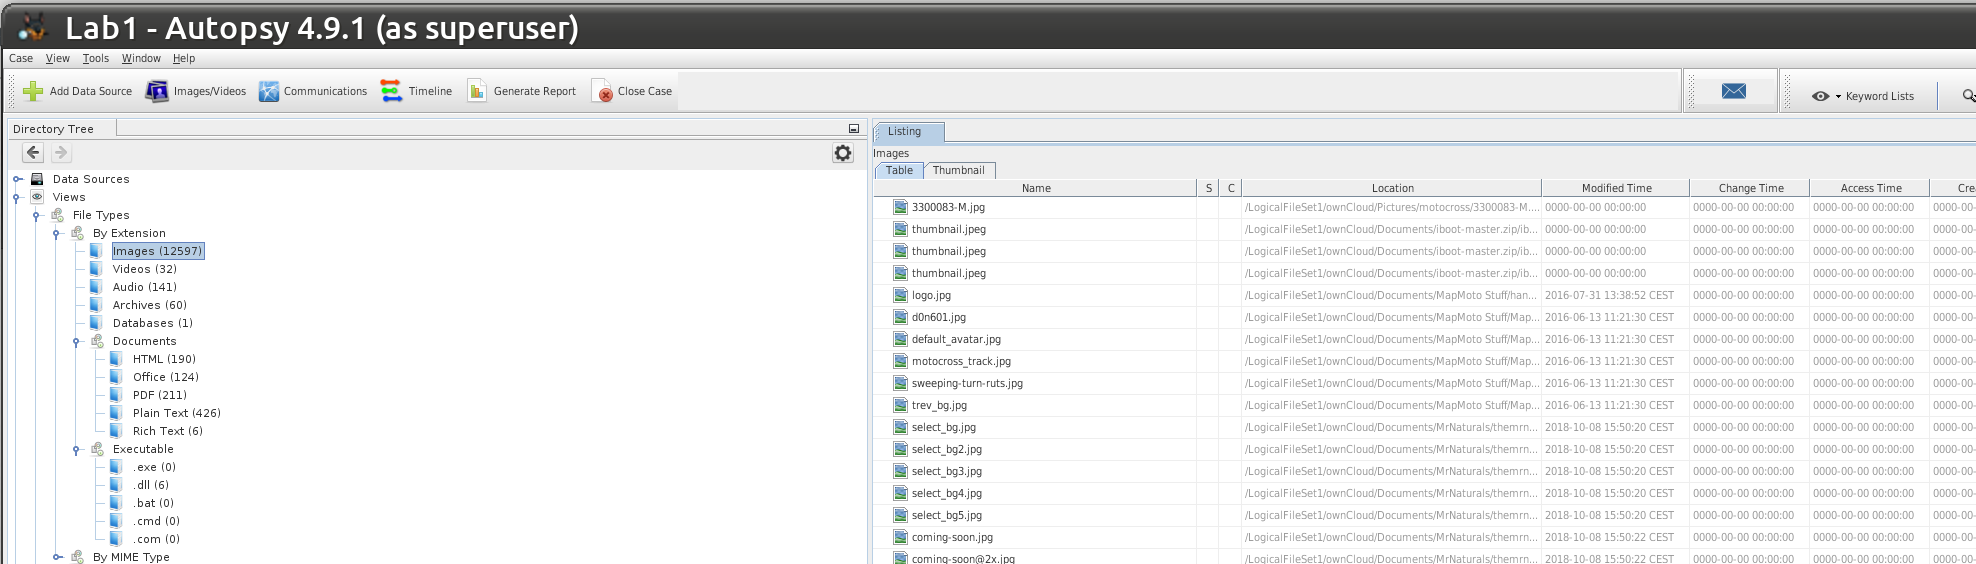 Lab1 - Autopsy 4.9.1 (as superuser)
Case View Tools Window Help
Add Data Source Images/Videos Communications Timeline Generate Report Close Case Keyword Lists
Directory Tree
Data Sources
Views
File Types
By Extension
Images (12597)
Videos (32)
Audio (141)
Archives (60)
Databases (1)
Documents
HTML (190)
Office (124)
PDF (211)
Plain Text (426)
Rich Text (6)
Executable
.exe (0)
.dll (6)
.bat (0)
.cmd (0)
.com (0)
By MIME Type
Listing
Images
Table Thumbnail
Name S C Location Modified Time Change Time Access Time Cre
3300083-M.jpg /LogicalFileSet1/ownCloud/Pictures/motocross/3300083-M.... 0000-00-00 00:00:00 0000-00-00 00:00:00 0000-00-00 00:00:00 0000-00-
thumbnail.jpeg /LogicalFileSet1/ownCloud/Documents/iboot-master.zip/ib... 0000-00-00 00:00:00 0000-00-00 00:00:00 0000-00-00 00:00:00 0000-00-
thumbnail.jpeg /LogicalFileSet1/ownCloud/Documents/iboot-master.zip/ib... 0000-00-00 00:00:00 0000-00-00 00:00:00 0000-00-00 00:00:00 0000-00-
thumbnail.jpeg /LogicalFileSet1/ownCloud/Documents/iboot-master.zip/ib... 0000-00-00 00:00:00 0000-00-00 00:00:00 0000-00-00 00:00:00 0000-00-
logo.jpg /LogicalFileSet1/ownCloud/Documents/MapMoto Stuff/han... 2016-07-31 13:38:52 CEST 0000-00-00 00:00:00 0000-00-00 00:00:00 0000-00-
d0n601.jpg /LogicalFileSet1/ownCloud/Documents/MapMoto Stuff/Map... 2016-06-13 11:21:30 CEST 0000-00-00 00:00:00 0000-00-00 00:00:00 0000-00-
default_avatar.jpg /LogicalFileSet1/ownCloud/Documents/MapMoto Stuff/Map... 2016-06-13 11:21:30 CEST 0000-00-00 00:00:00 0000-00-00 00:00:00 0000-00-
motocross_track.jpg /LogicalFileSet1/ownCloud/Documents/MapMoto Stuff/Map... 2016-06-13 11:21:30 CEST 0000-00-00 00:00:00 0000-00-00 00:00:00 0000-00-
sweeping-turn-ruts.jpg /LogicalFileSet1/ownCloud/Documents/MapMoto Stuff/Map... 2016-06-13 11:21:30 CEST 0000-00-00 00:00:00 0000-00-00 00:00:00 0000-00-
trev_bg.jpg /LogicalFileSet1/ownCloud/Documents/MapMoto Stuff/Map... 2016-06-13 11:21:30 CEST 0000-00-00 00:00:00 0000-00-00 00:00:00 0000-00-
select_bg.jpg /LogicalFileSet1/ownCloud/Documents/MrNaturals/themrn... 2018-10-08 15:50:20 CEST 0000-00-00 00:00:00 0000-00-00 00:00:00 0000-00-
select_bg2.jpg /LogicalFileSet1/ownCloud/Documents/MrNaturals/themrn... 2018-10-08 15:50:20 CEST 0000-00-00 00:00:00 0000-00-00 00:00:00 0000-00-
select_bg3.jpg /LogicalFileSet1/ownCloud/Documents/MrNaturals/themrn... 2018-10-08 15:50:20 CEST 0000-00-00 00:00:00 0000-00-00 00:00:00 0000-00-
select_bg4.jpg /LogicalFileSet1/ownCloud/Documents/MrNaturals/themrn... 2018-10-08 15:50:20 CEST 0000-00-00 00:00:00 0000-00-00 00:00:00 0000-00-
select_bg5.jpg /LogicalFileSet1/ownCloud/Documents/MrNaturals/themrn... 2018-10-08 15:50:20 CEST 0000-00-00 00:00:00 0000-00-00 00:00:00 0000-00-
coming-soon.jpg /LogicalFileSet1/ownCloud/Documents/MrNaturals/themrn... 2018-10-08 15:50:22 CEST 0000-00-00 00:00:00 0000-00-00 00:00:00 0000-00-
coming-soon@2x.jpg /LogicalFileSet1/ownCloud/Documents/MrNaturals/themrn... 2018-10-08 15:50:22 CEST 0000-00-00 00:00:00 0000-00-00 00:00:00 0000-00-